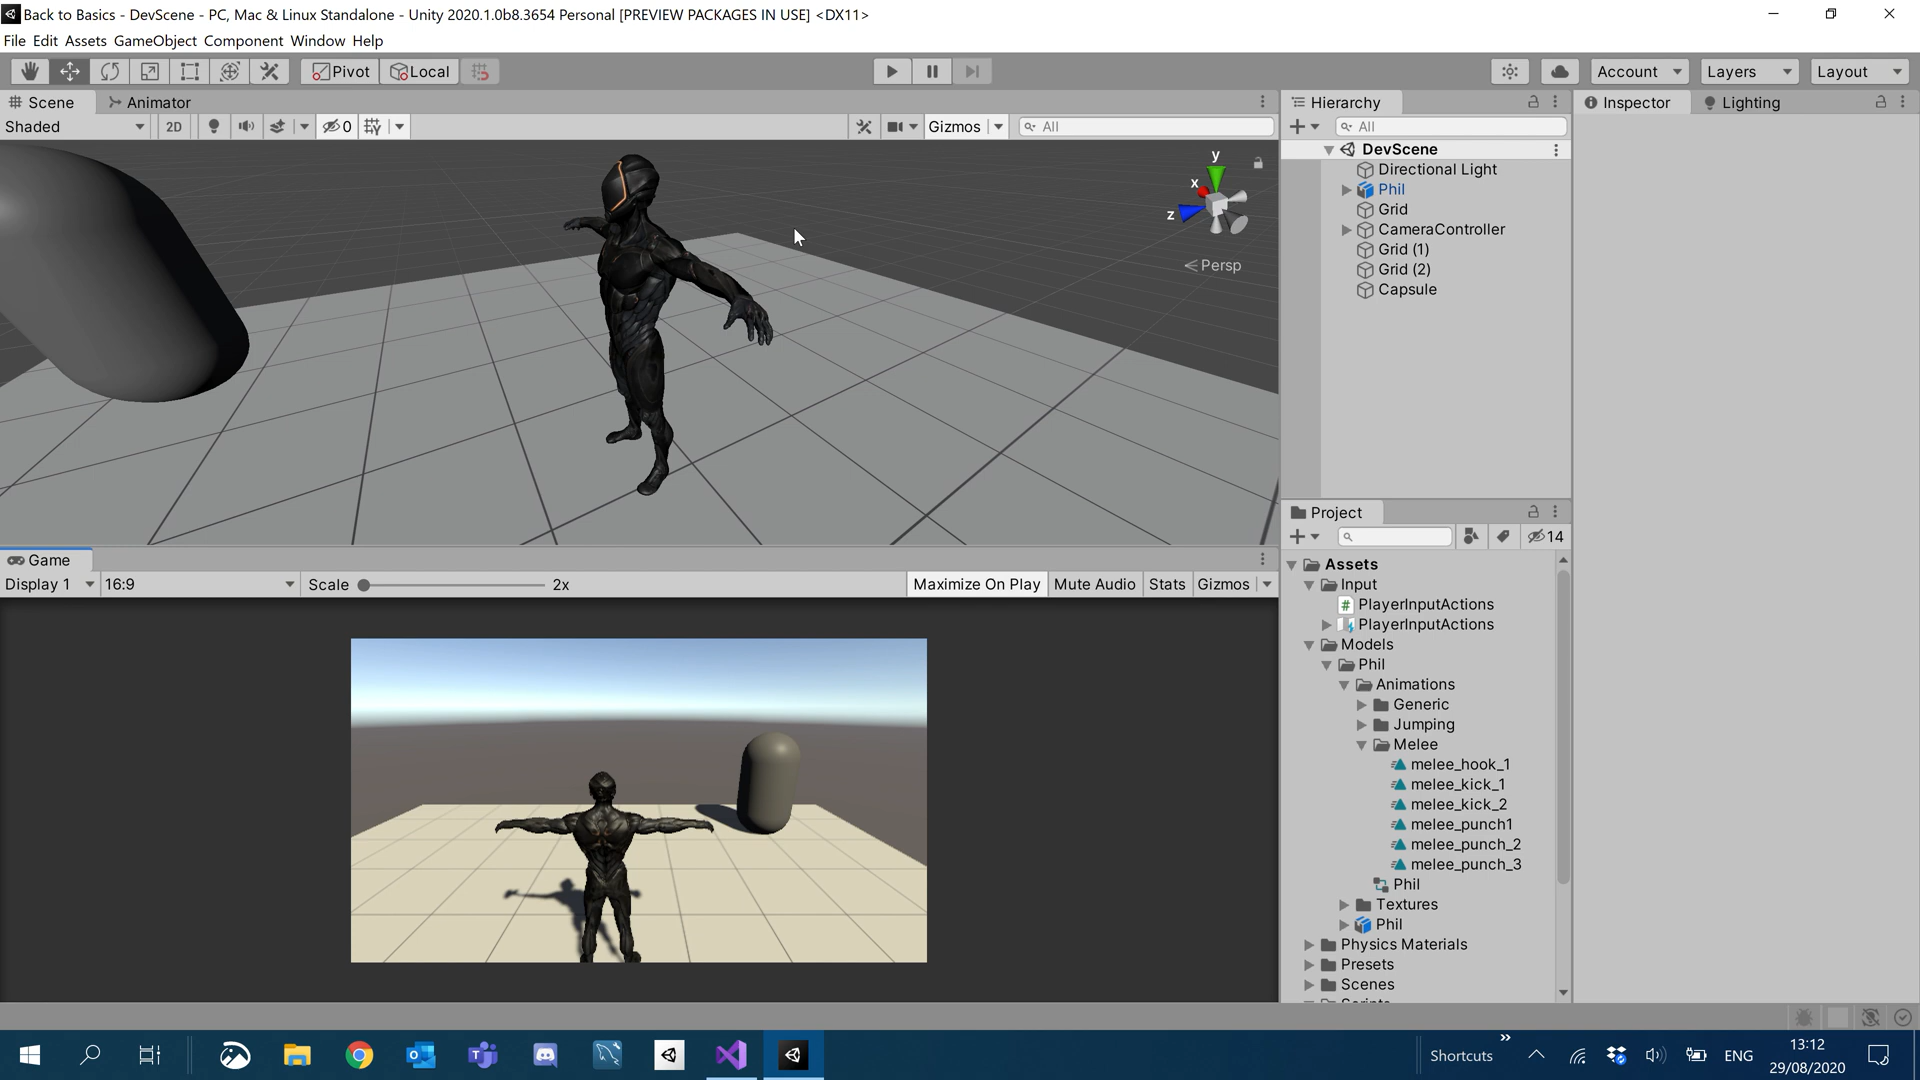 Back to Basics - DevScene - PC, Mac & Linux Standalone - Unity 2020.1.0b8.3654 Personal [PREVIEW PACKAGES IN USE] <DX11>
File Edit Assets GameObject Component Window Help
Pivot Local Account Layers Layout
Scene Animator
Shaded 2D 0 Gizmos All
y
x
z
Persp
Hierarchy
All
DevScene
Directional Light
Phil
Grid
CameraController
Grid (1)
Grid (2)
Capsule
Inspector Lighting
Game
Display 1 16:9 Scale 2x Maximize On Play Mute Audio Stats Gizmos
Project
14
Assets
Input
PlayerInputActions
PlayerInputActions
Models
Phil
Animations
Generic
Jumping
Melee
melee_hook_1
melee_kick_1
melee_kick_2
melee_punch1
melee_punch_2
melee_punch_3
Phil
Textures
Phil
Physics Materials
Presets
Scenes
Shortcuts
ENG
13:12
29/08/2020